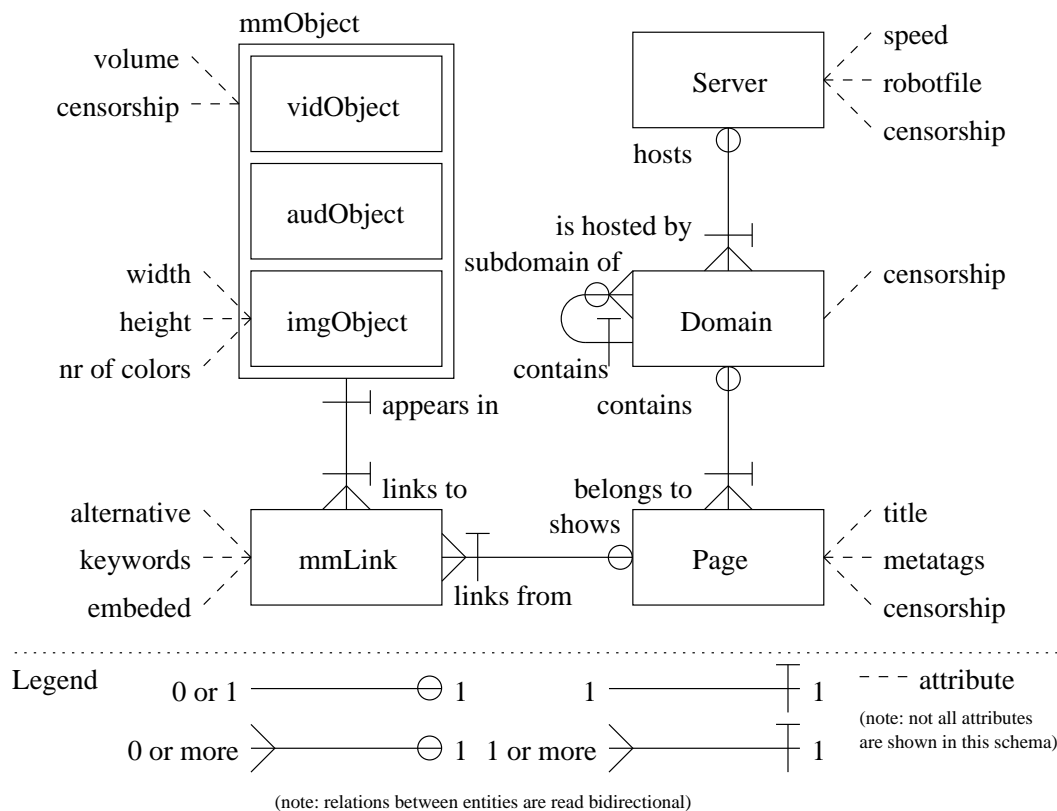 mmObject
volume
censorship
vidObject
audObject
width
height
nr of colors
imgObject
appears in
links to
alternative
keywords
embeded
mmLink
links from
shows
Server
speed
robotfile
censorship
hosts
is hosted by
subdomain of
contains
Domain
censorship
contains
belongs to
Page
title
metatags
censorship
Legend
0 or 1
1
1
1
attribute
0 or more
1
1 or more
1
(note: not all attributes
are shown in this schema)
(note: relations between entities are read bidirectional)